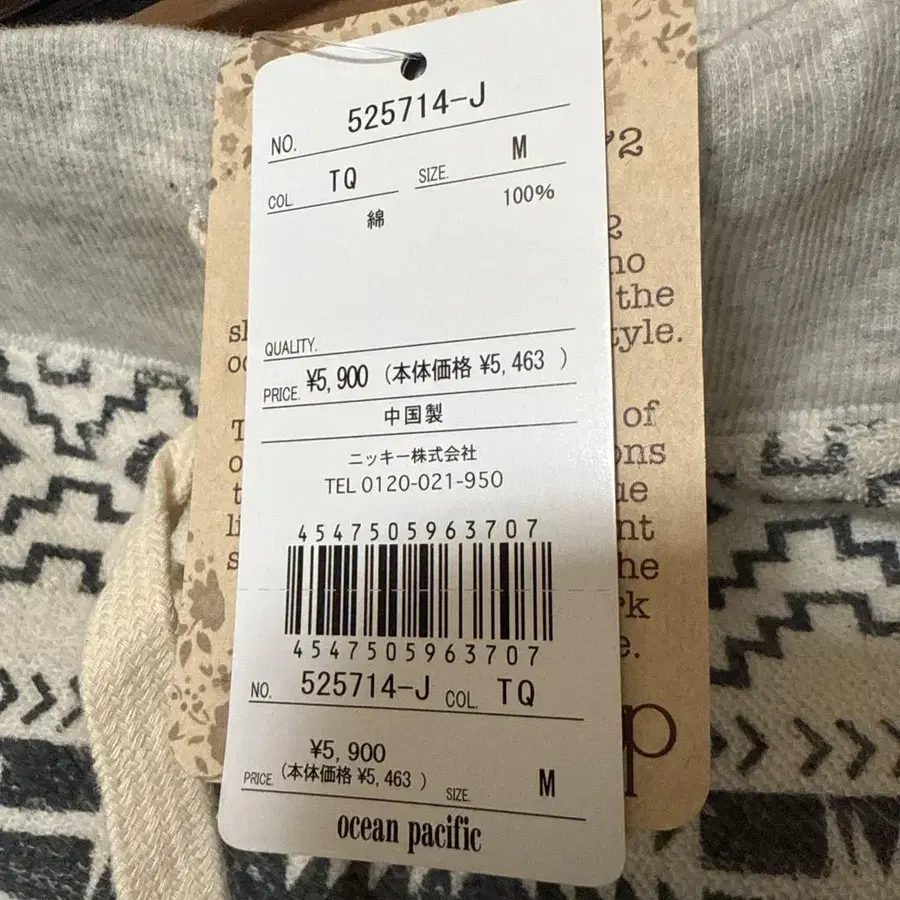 NO. 525714-J
COL. TQ SIZE. M
綿 100%
QUALITY.
PRICE. ¥5,900 (本体価格 ¥5,463 )
中国製
ニッキー株式会社
TEL 0120-021-950
4547505963707
4547505963707
NO. 525714-J COL. TQ
¥5,900
PRICE. (本体価格 ¥5,463 ) SIZE. M
ocean pacific
the
of